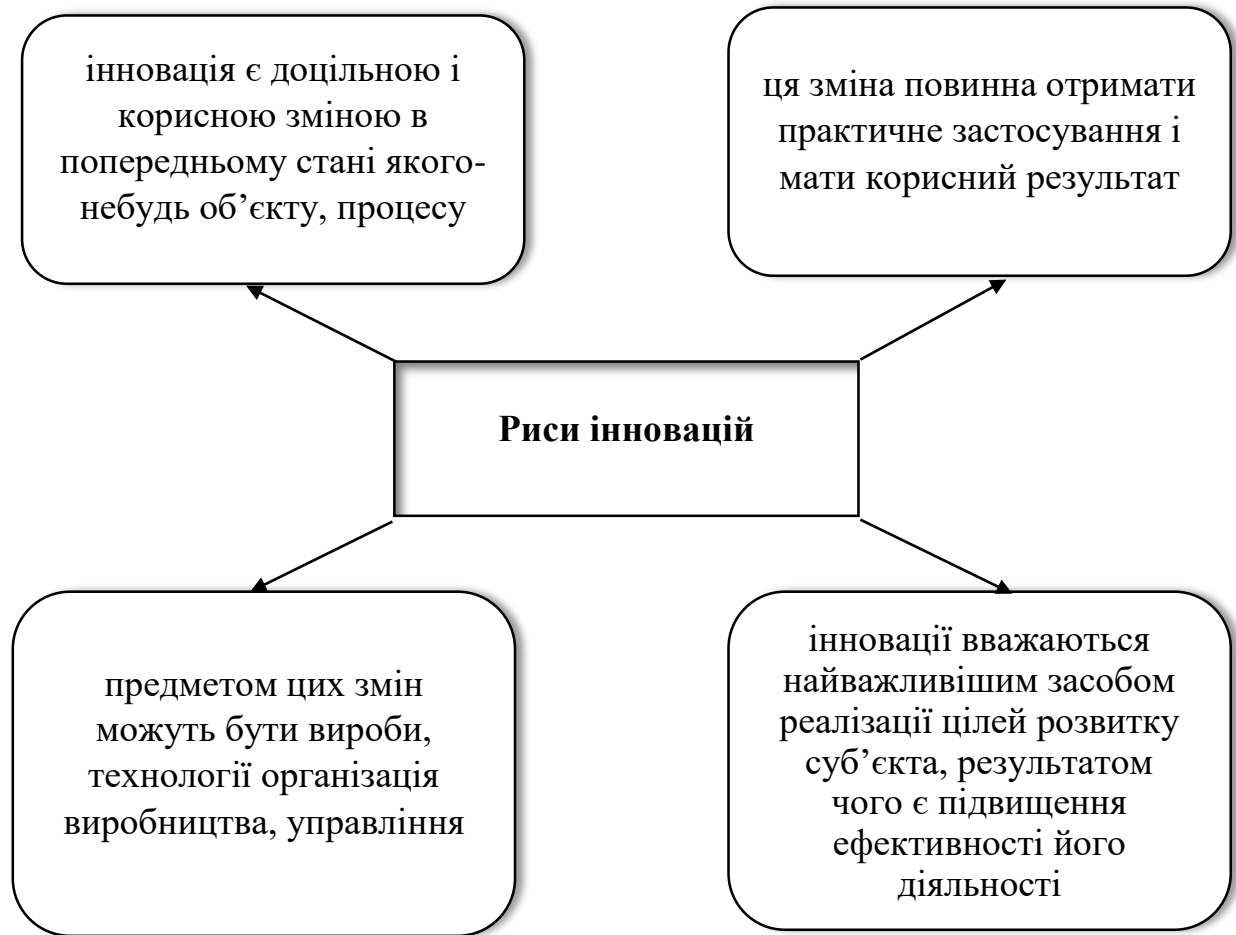 інновація є доцільною і
корисною зміною в
попередньому стані якого-
небудь об’єкту, процесу
ця зміна повинна отримати
практичне застосування і
мати корисний результат
Риси інновацій
предметом цих змін
можуть бути вироби,
технології організація
виробництва, управління
інновації вважаються
найважливішим засобом
реалізації цілей розвитку
суб’єкта, результатом
чого є підвищення
ефективності його
діяльності